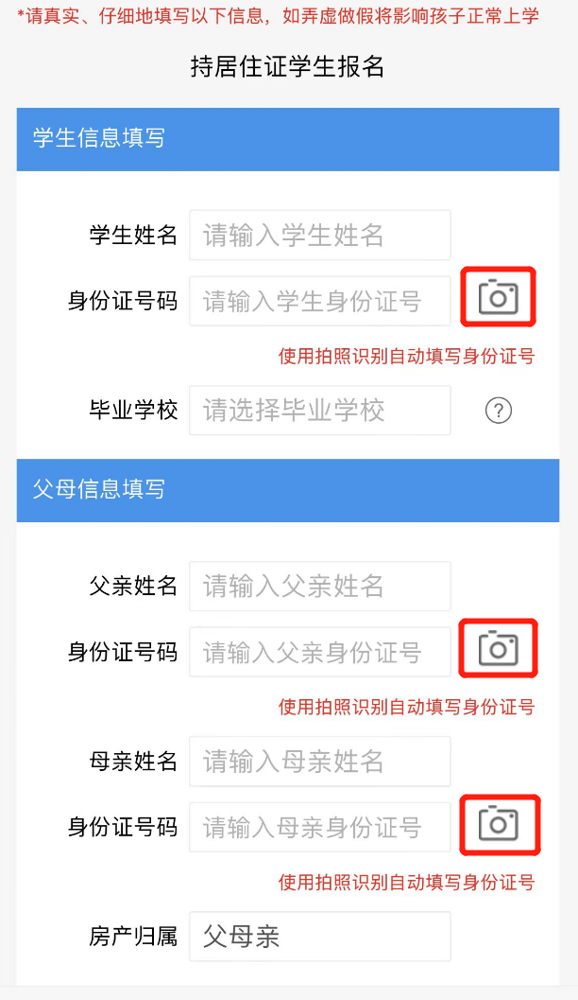 *请真实、仔细地填写以下信息，如弄虚做假将影响孩子正常上学
持居住证学生报名
学生信息填写
学生姓名 请输入学生姓名
身份证号码 请输入学生身份证号
使用拍照识别自动填写身份证号
毕业学校 请选择毕业学校 ?
父母信息填写
父亲姓名 请输入父亲姓名
身份证号码 请输入父亲身份证号
使用拍照识别自动填写身份证号
母亲姓名 请输入母亲姓名
身份证号码 请输入母亲身份证号
使用拍照识别自动填写身份证号
房产归属 父母亲